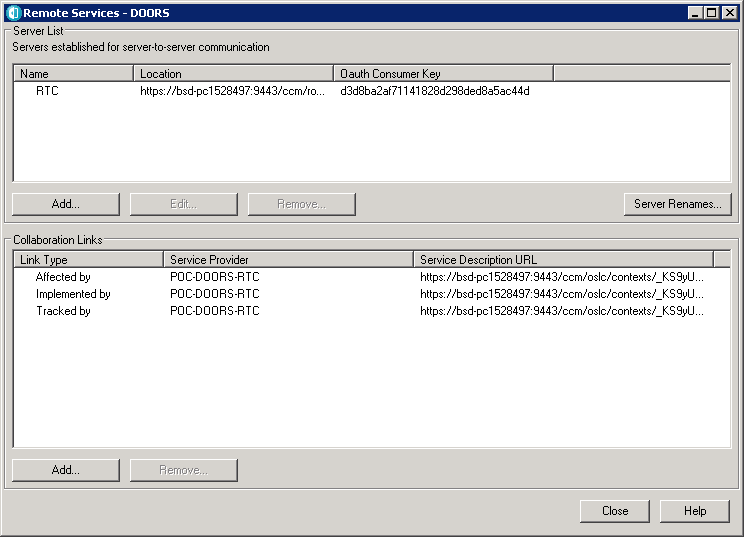 Remote Services - DOORS
Server List
Servers established for server-to-server communication
Name Location Oauth Consumer Key
RTC https://bsd-pc1528497:9443/ccm/ro... d3d8ba2af71141828d298ded8a5ac44d
Add... Edit... Remove... Server Renames...
Collaboration Links
Link Type Service Provider Service Description URL
Affected by POC-DOORS-RTC https://bsd-pc1528497:9443/ccm/oslc/contexts/_KS9yU...
Implemented by POC-DOORS-RTC https://bsd-pc1528497:9443/ccm/oslc/contexts/_KS9yU...
Tracked by POC-DOORS-RTC https://bsd-pc1528497:9443/ccm/oslc/contexts/_KS9yU...
Add... Remove...
Close Help